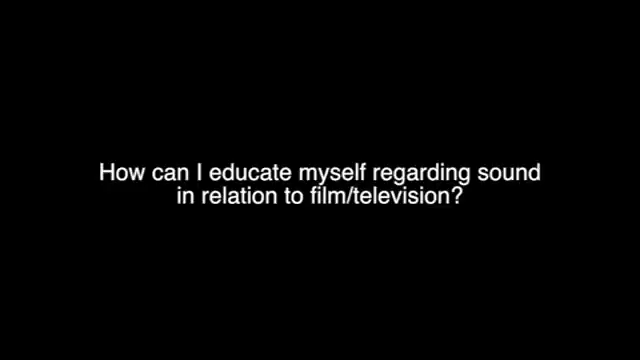 How can I educate myself regarding sound
in relation to film/television?